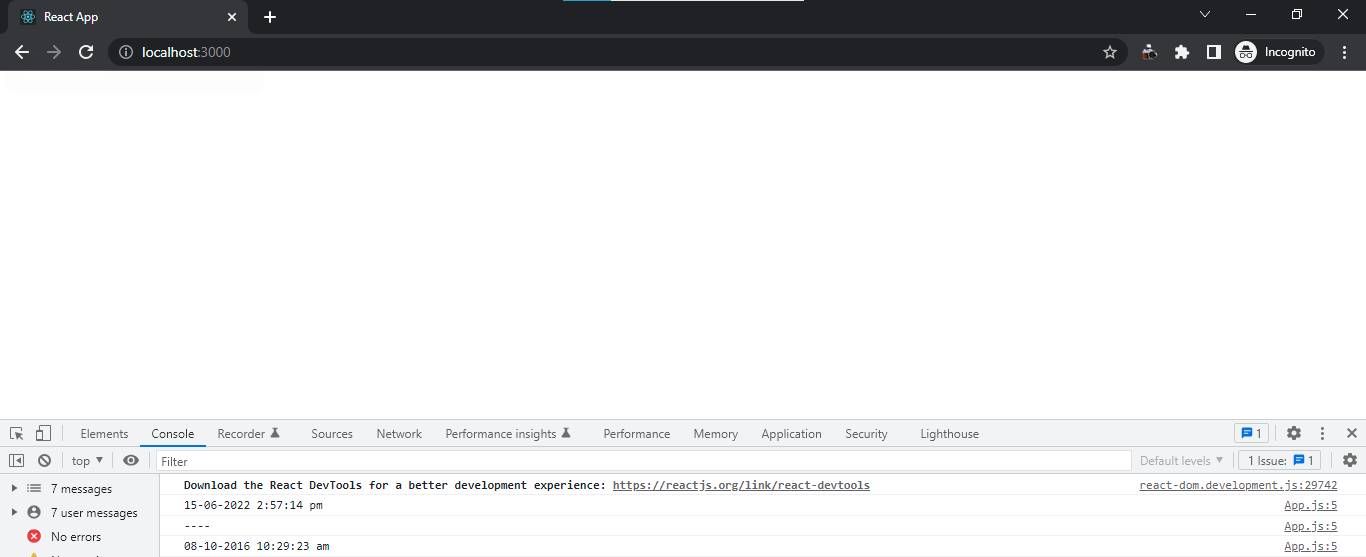 React App
localhost:3000
Incognito
Elements Console Recorder Sources Network Performance insights Performance Memory Application Security Lighthouse 1
top Filter Default levels 1 Issue: 1
7 messages
Download the React DevTools for a better development experience: https://reactjs.org/link/react-devtools react-dom.development.js:29742
15-06-2022 2:57:14 pm App.js:5
7 user messages
---- App.js:5
No errors
08-10-2016 10:29:23 am App.js:5